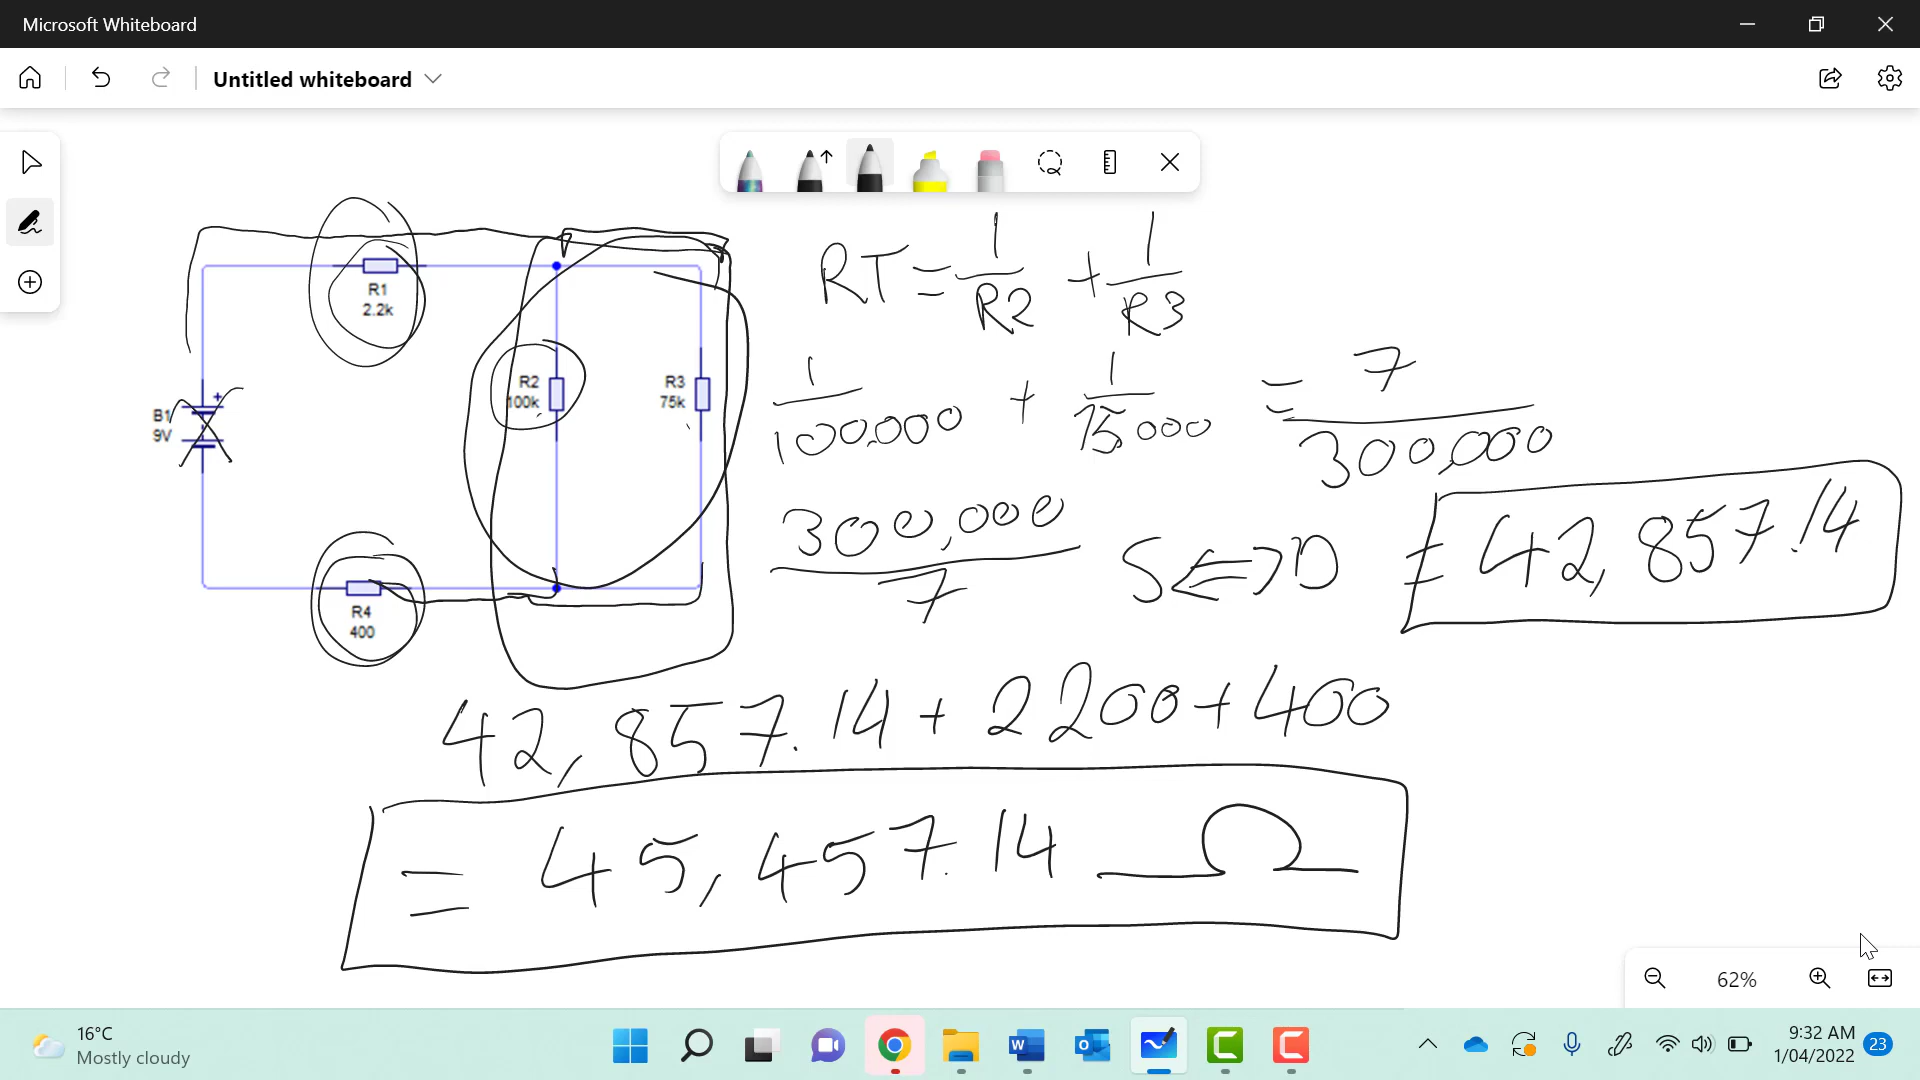 Microsoft Whiteboard
Untitled whiteboard
R1
2.2k
R2
100k
R3
75k
B1
9V
+
R4
400
RT = 1/R2 + 1/R3
1/100,000 + 1/75,000 = 7/300,000
300,000/7 S⇔D = 42,857.14
42,857.14 + 2200 + 400
= 45,457.14 Ω
62%
16°C
Mostly cloudy
9:32 AM
1/04/2022
23